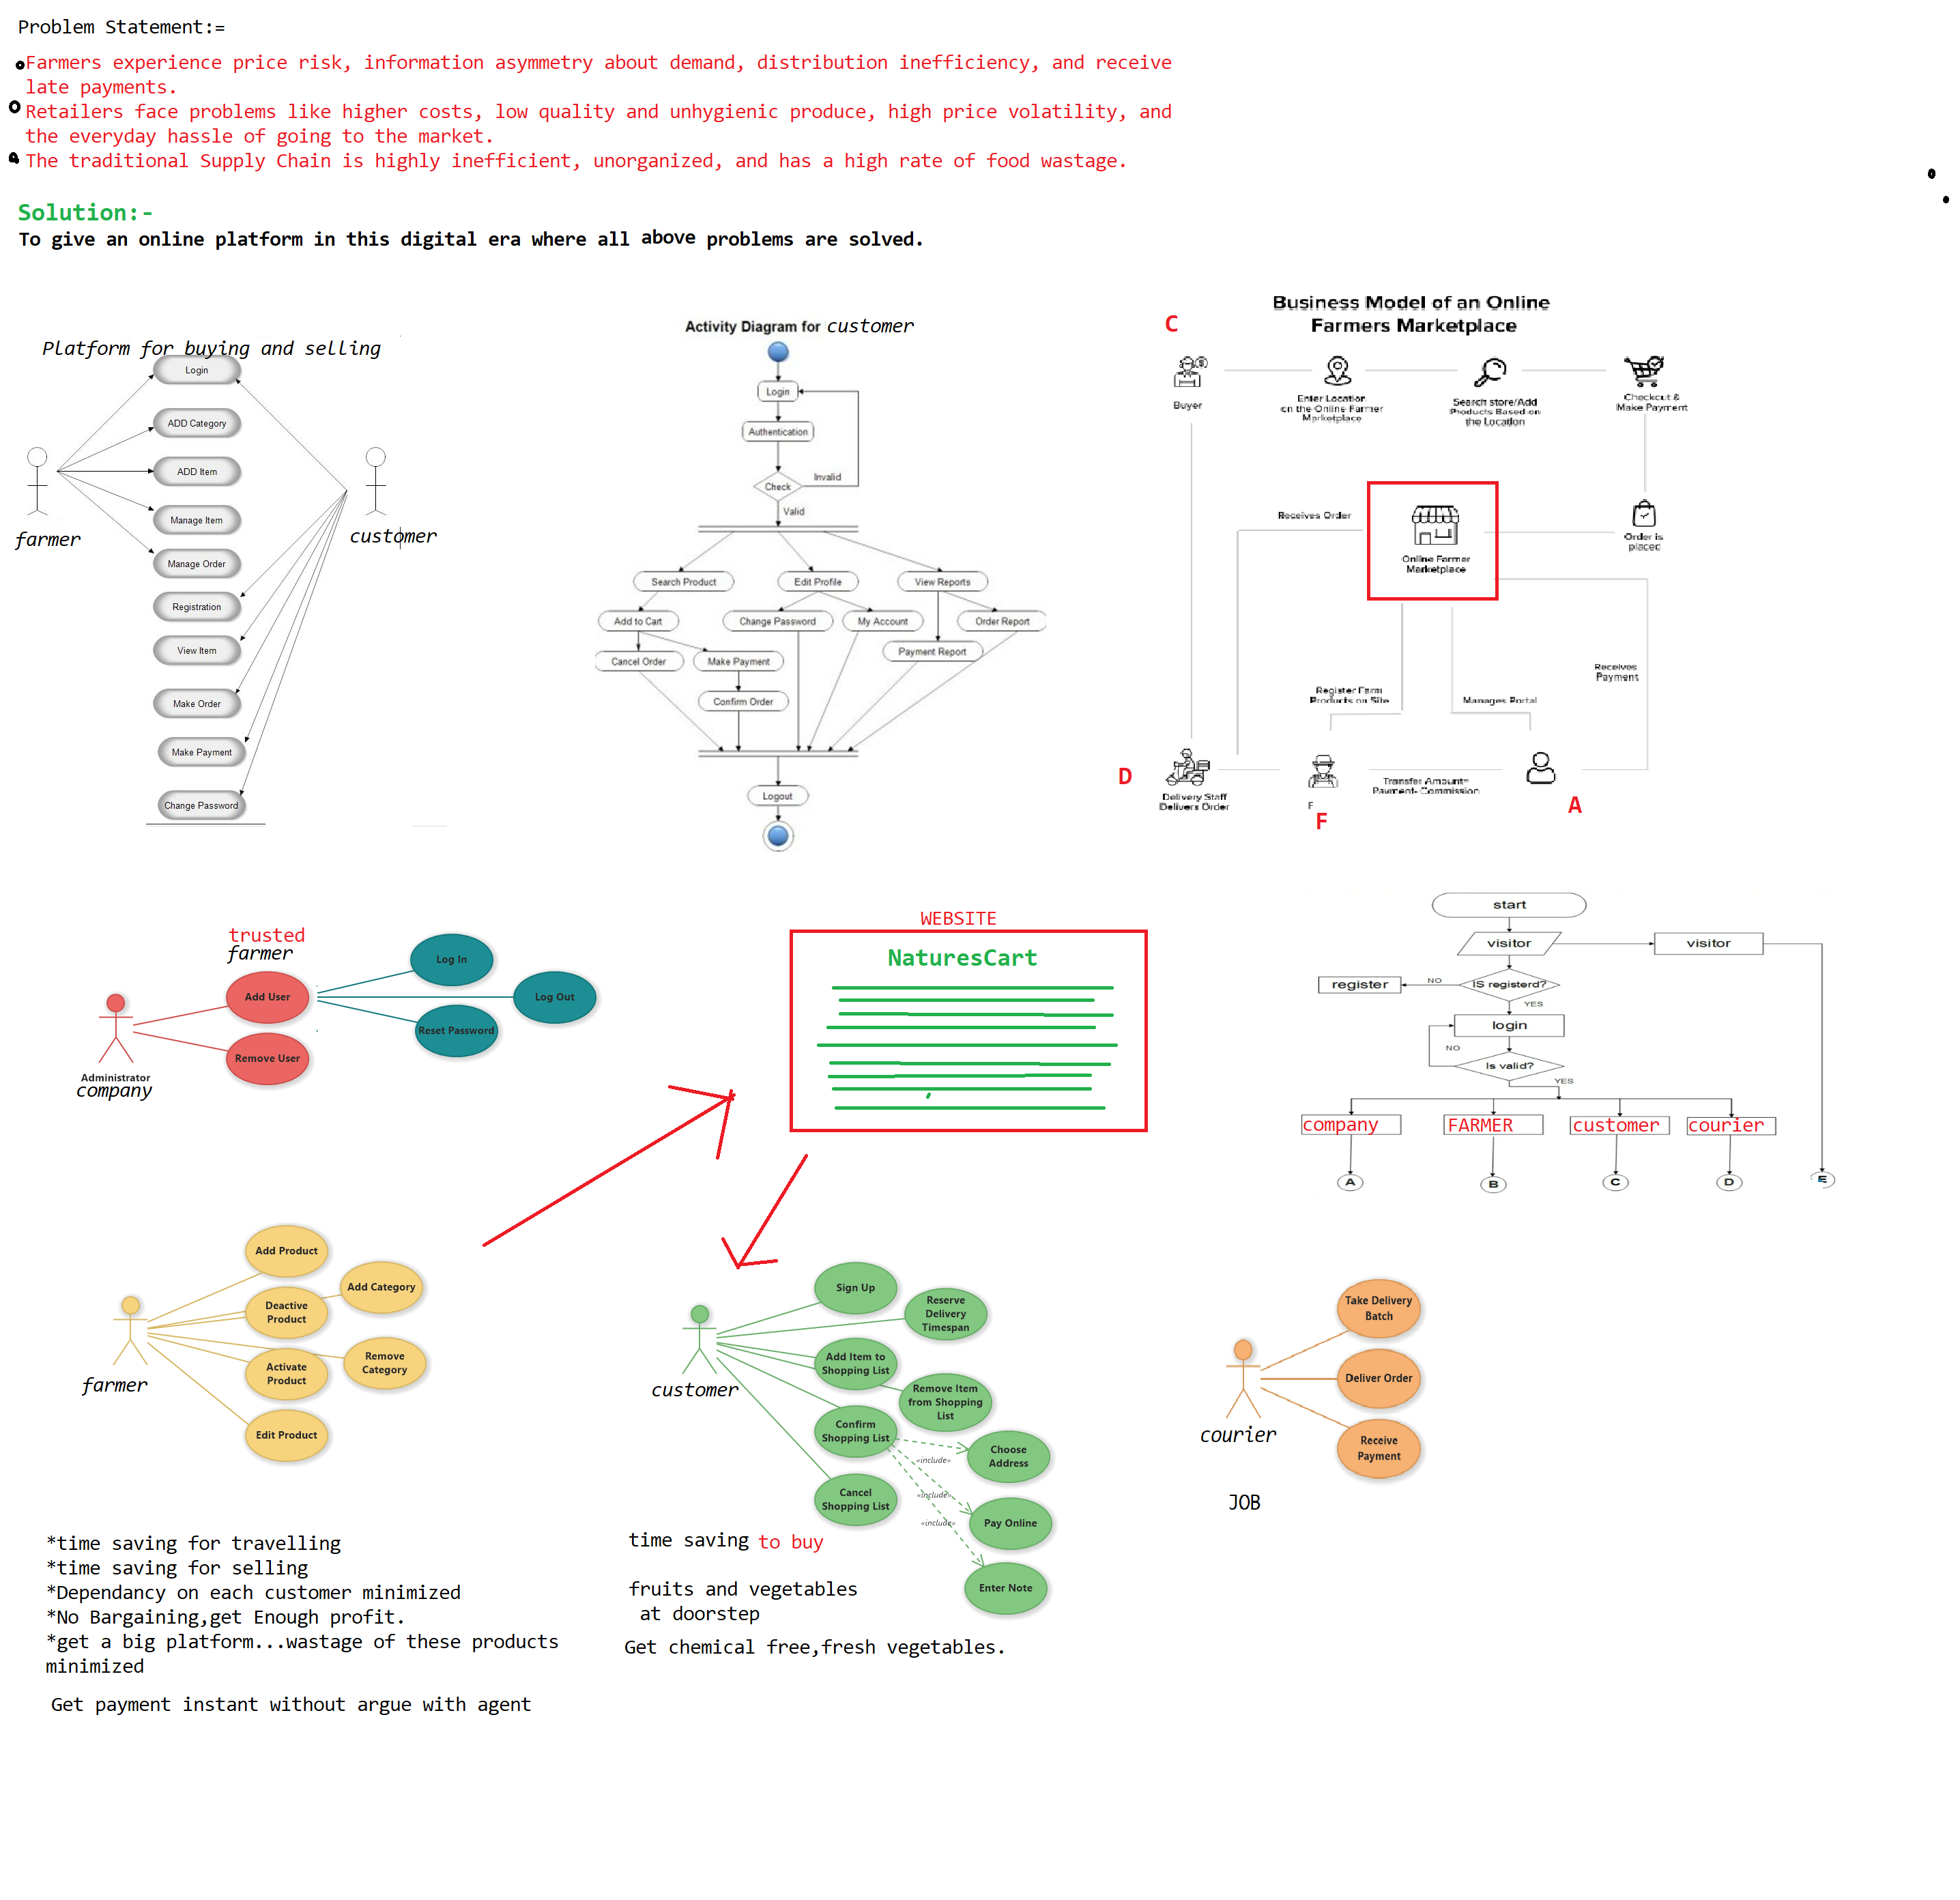 Problem Statement:=
Farmers experience price risk, information asymmetry about demand, distribution inefficiency, and receive
late payments.
Retailers face problems like higher costs, low quality and unhygienic produce, high price volatility, and
the everyday hassle of going to the market.
The traditional Supply Chain is highly inefficient, unorganized, and has a high rate of food wastage.
Solution:-
To give an online platform in this digital era where all above problems are solved.
Platform for buying and selling
Login
ADD Category
ADD Item
Manage Item
Manage Order
Registration
View Item
Make Order
Make Payment
Change Password
farmer
customer
Activity Diagram for customer
Login
Authentication
Check
Invalid
Valid
Search Product
Edit Profile
View Reports
Add to Cart
Change Password
My Account
Order Report
Cancel Order
Make Payment
Payment Report
Confirm Order
Logout
Business Model of an Online
Farmers Marketplace
C
Buyer
Enter Location
on the Online Farmer
Marketplace
Search store/Add
Products Based on
the Location
Checkout &
Make Payment
Receives Order
Online Farmer
Marketplace
Order is
placed
Receives
Payment
Register Farm
Products on Site
Manages Portal
D
Delivery Staff
Delivers Order
F
F
Transfer Amount=
Payment- Commission
A
trusted
farmer
Add User
Remove User
Log In
Log Out
Reset Password
Administrator
company
WEBSITE
NaturesCart
start
visitor
visitor
IS registerd?
NO
register
YES
login
NO
Is valid?
YES
company
FARMER
customer
courier
A
B
C
D
E
Add Product
Add Category
Deactive
Product
Remove
Category
Activate
Product
Edit Product
farmer
Sign Up
Reserve
Delivery
Timespan
Add Item to
Shopping List
Remove Item
from Shopping
List
Confirm
Shopping List
Choose
Address
«include»
Cancel
Shopping List
«include»
Pay Online
«include»
Enter Note
customer
Take Delivery
Batch
Deliver Order
Receive
Payment
courier
JOB
*time saving for travelling
*time saving for selling
*Dependancy on each customer minimized
*No Bargaining,get Enough profit.
*get a big platform...wastage of these products
minimized
Get payment instant without argue with agent
time saving to buy
fruits and vegetables
at doorstep
Get chemical free,fresh vegetables.